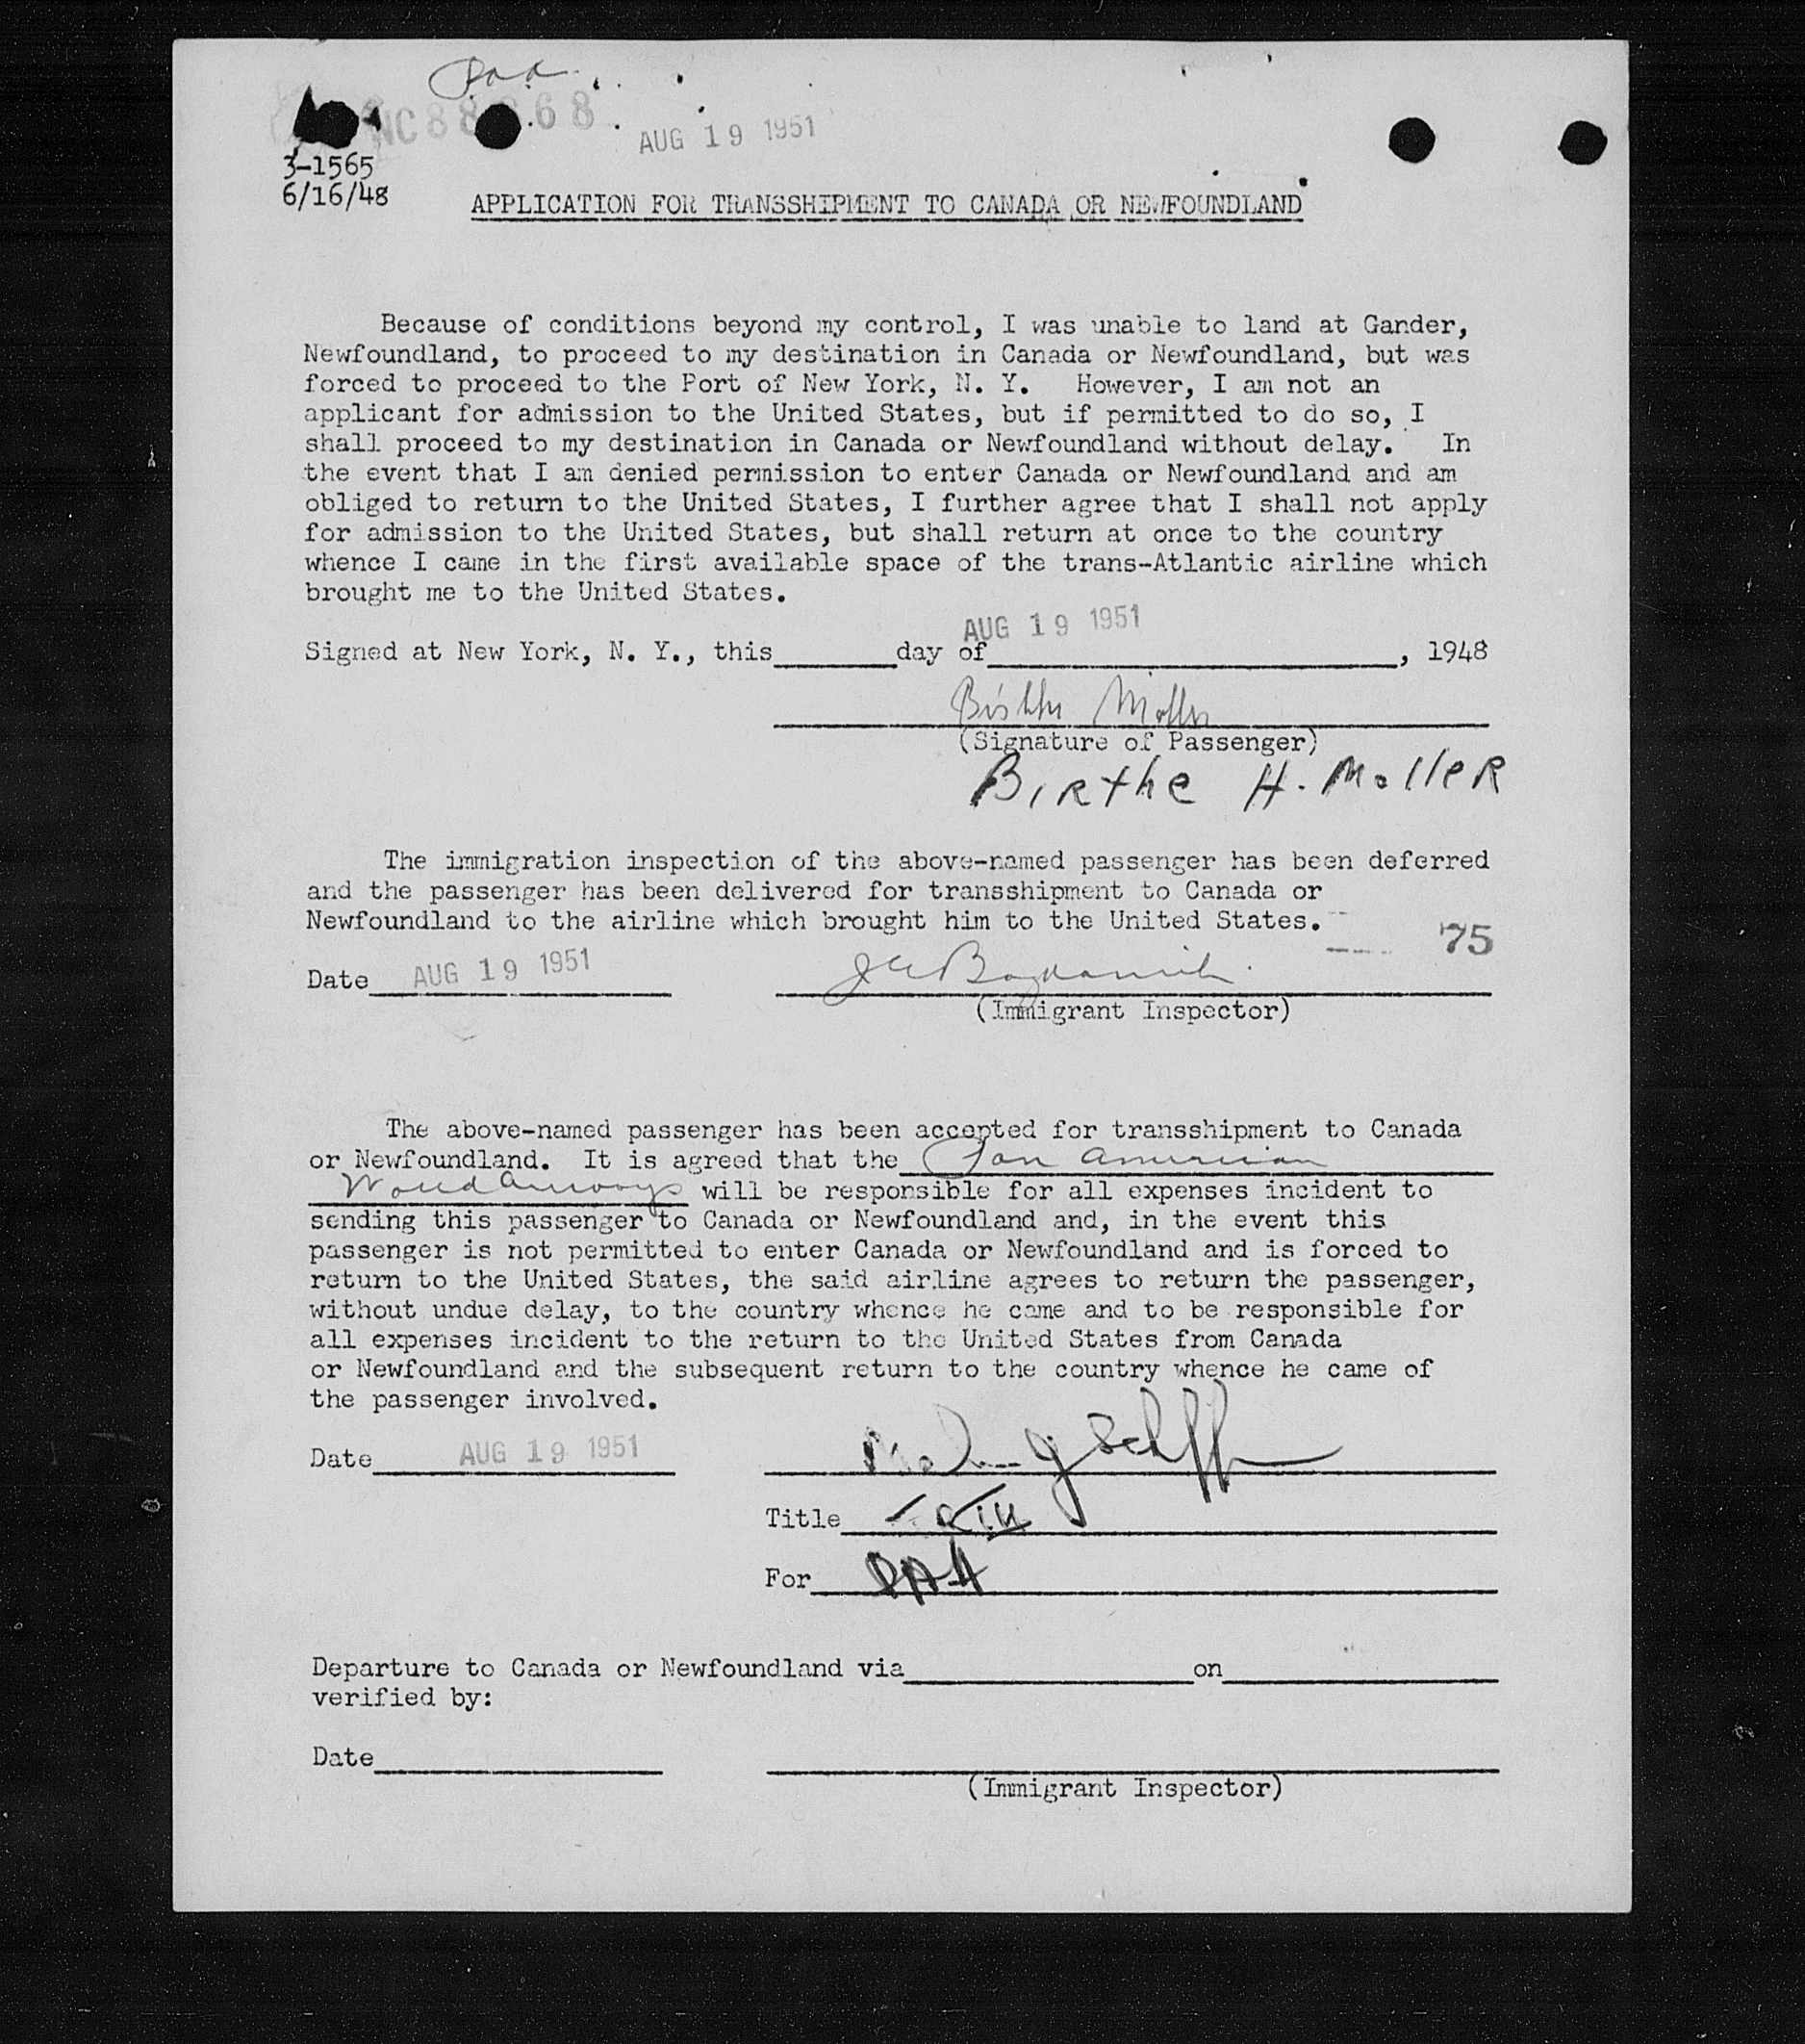 Paa
AUG 19 1951
3-1565
6/16/48
APPLICATION FOR TRANSSHIPMENT TO CANADA OR NEWFOUNDLAND
Because of conditions beyond my control, I was unable to land at Gander,
Newfoundland, to proceed to my destination in Canada or Newfoundland, but was
forced to proceed to the Port of New York, N. Y. However, I am not an
applicant for admission to the United States, but if permitted to do so, I
shall proceed to my destination in Canada or Newfoundland without delay. In
the event that I am denied permission to enter Canada or Newfoundland and am
obliged to return to the United States, I further agree that I shall not apply
for admission to the United States, but shall return at once to the country
whence I came in the first available space of the trans-Atlantic airline which
brought me to the United States.
AUG 19 1951
Signed at New York, N. Y., this________day of__________________________, 1948
Birthe Moller
(Signature of Passenger)
BIRthe H. MolleR
The immigration inspection of the above-named passenger has been deferred
and the passenger has been delivered for transshipment to Canada or
Newfoundland to the airline which brought him to the United States.
75
Date AUG 19 1951
(Immigrant Inspector)
The above-named passenger has been accepted for transshipment to Canada
or Newfoundland. It is agreed that the Pan American
World Airways will be responsible for all expenses incident to
sending this passenger to Canada or Newfoundland and, in the event this
passenger is not permitted to enter Canada or Newfoundland and is forced to
return to the United States, the said airline agrees to return the passenger,
without undue delay, to the country whence he came and to be responsible for
all expenses incident to the return to the United States from Canada
or Newfoundland and the subsequent return to the country whence he came of
the passenger involved.
Date AUG 19 1951
Title
For PAA
Departure to Canada or Newfoundland via___________________on__________________
verified by:
Date___________________
(Immigrant Inspector)